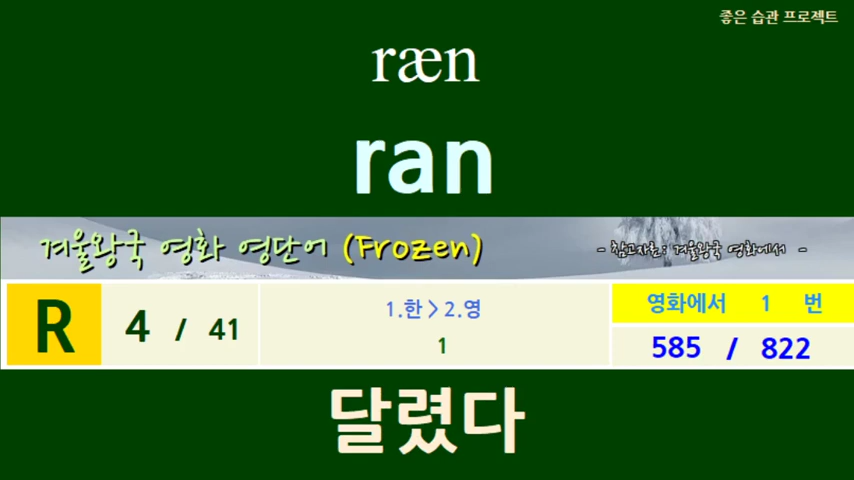 좋은 습관 프로젝트
ræn
ran
겨울왕국 영화 영단어 (Frozen)
- 참고자료: 겨울왕국 영화에서 -
R
4 / 41
1.한 > 2.영
1
영화에서 1 번
585 / 822
달렸다